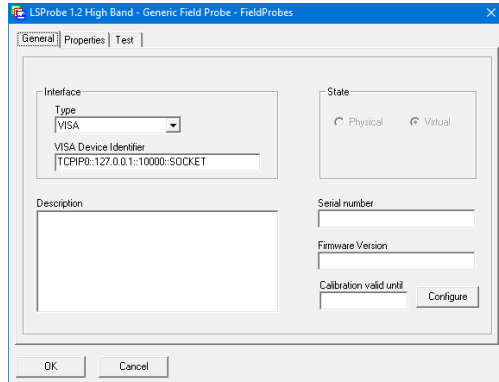 LSProbe 1.2 High Band - Generic Field Probe - FieldProbes
General Properties Test
Interface
Type
VISA
VISA Device Identifier
TCPIP0::127.0.0.1::10000::SOCKET
State
Physical Virtual
Description
Serial number
Firmware Version
Calibration valid until
Configure
OK Cancel